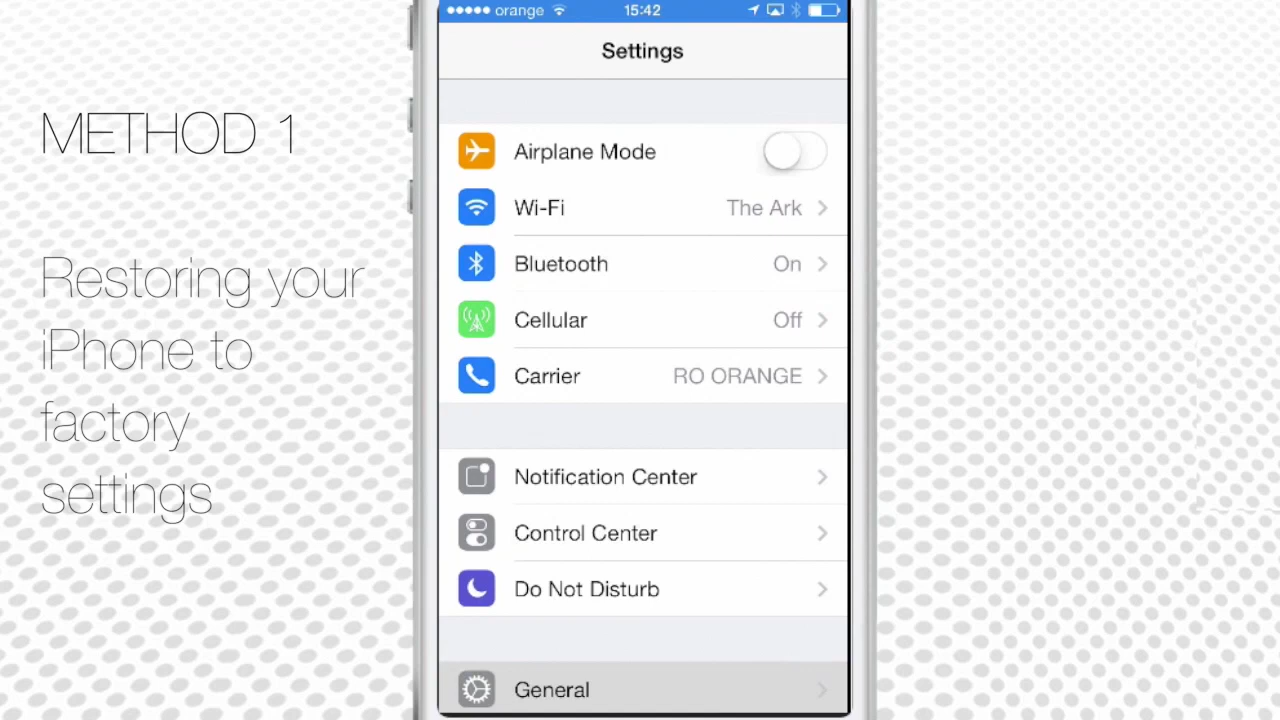 METHOD 1
Restoring your
iPhone to
factory
settings
orange 15:42
Settings
Airplane Mode
Wi-Fi The Ark
Bluetooth On
Cellular Off
Carrier RO ORANGE
Notification Center
Control Center
Do Not Disturb
General